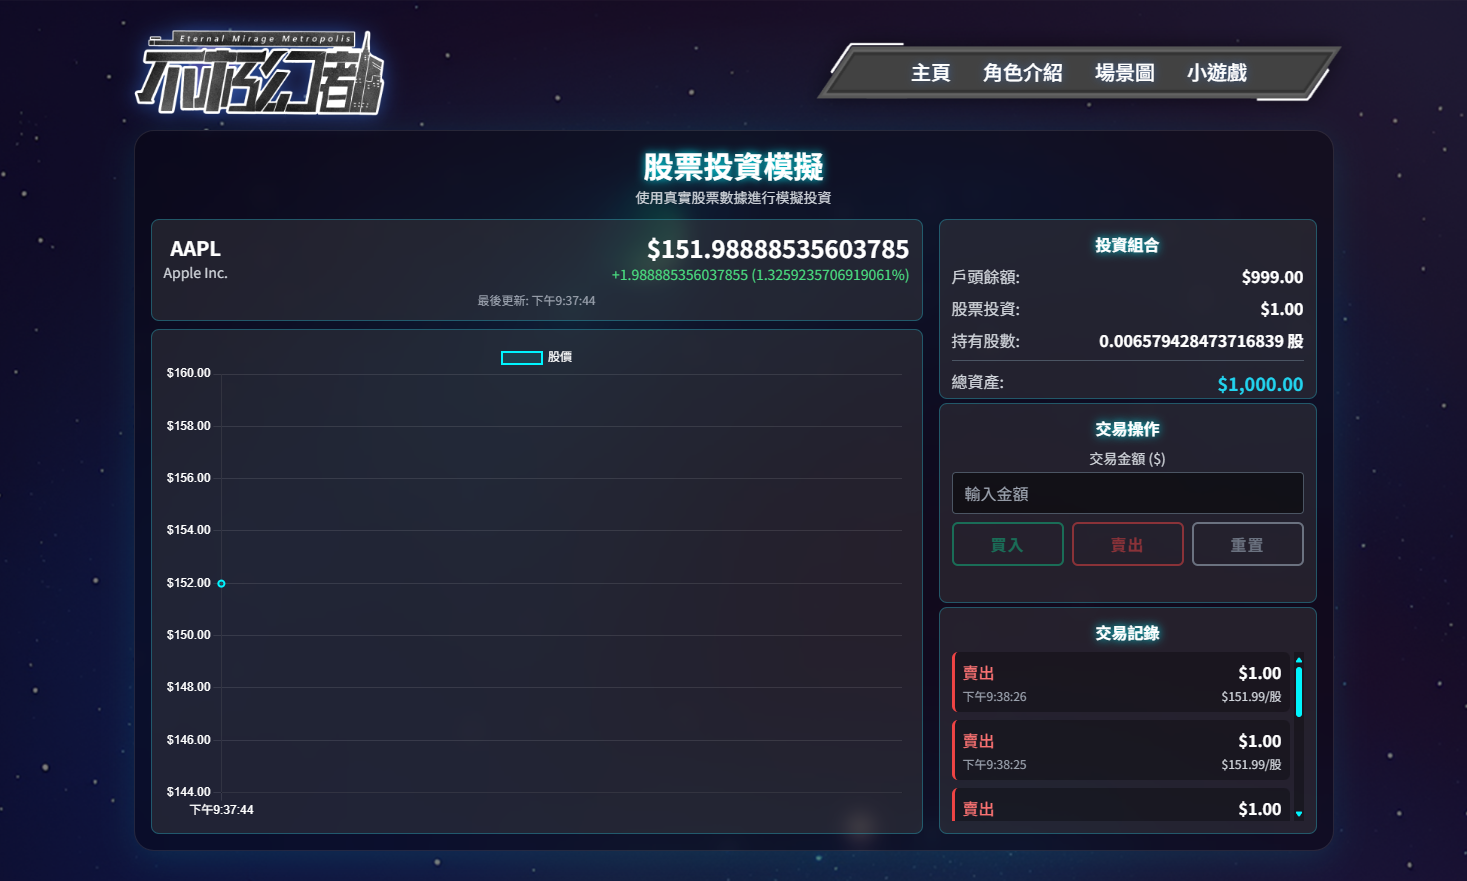 Eternal Mirage Metropolis
不朽幻都
主頁 角色介紹 場景圖 小遊戲
股票投資模擬
使用真實股票數據進行模擬投資
AAPL
$151.98888535603785
Apple Inc.
+1.988885356037855 (1.3259235706919061%)
最後更新: 下午9:37:44
股價
$160.00
$158.00
$156.00
$154.00
$152.00
$150.00
$148.00
$146.00
$144.00
下午9:37:44
投資組合
戶頭餘額: $999.00
股票投資: $1.00
持有股數: 0.006579428473716839 股
總資產: $1,000.00
交易操作
交易金額 ($)
輸入金額
買入 賣出 重置
交易記錄
賣出 $1.00
下午9:38:26 $151.99/股
賣出 $1.00
下午9:38:25 $151.99/股
賣出 $1.00